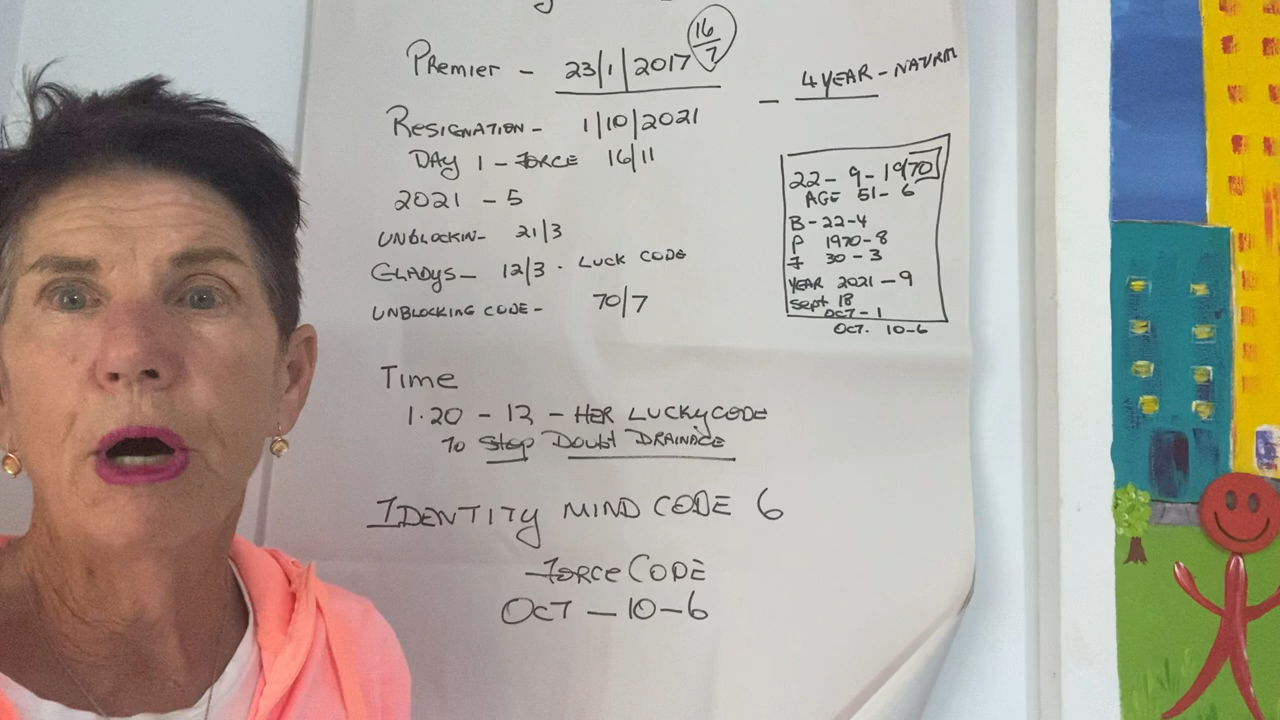 PREMIER - 23/1/2017 16/7
RESIGNATION - 1/10/2021
DAY 1 - FORCE 16/11
2021 - 5
UNBLOCKIN- 21/3
GLADYS- 12/3 · LUCK CODE
UNBLOCKING CODE - 70/7
- 4 YEAR - NATURA
22 - 9 - 1970
AGE 51 - 6
B - 22 - 4
P 1970 - 8
F 30 - 3
YEAR 2021 - 9
Sept 18
OCT - 1
OCT. 10-6
Time
1.20 - 12 - HER LUCKY CODE
TO Stop Doubt DRAINAGE
IDENTITY MIND CODE 6
Force CODE
OCT - 10 - 6